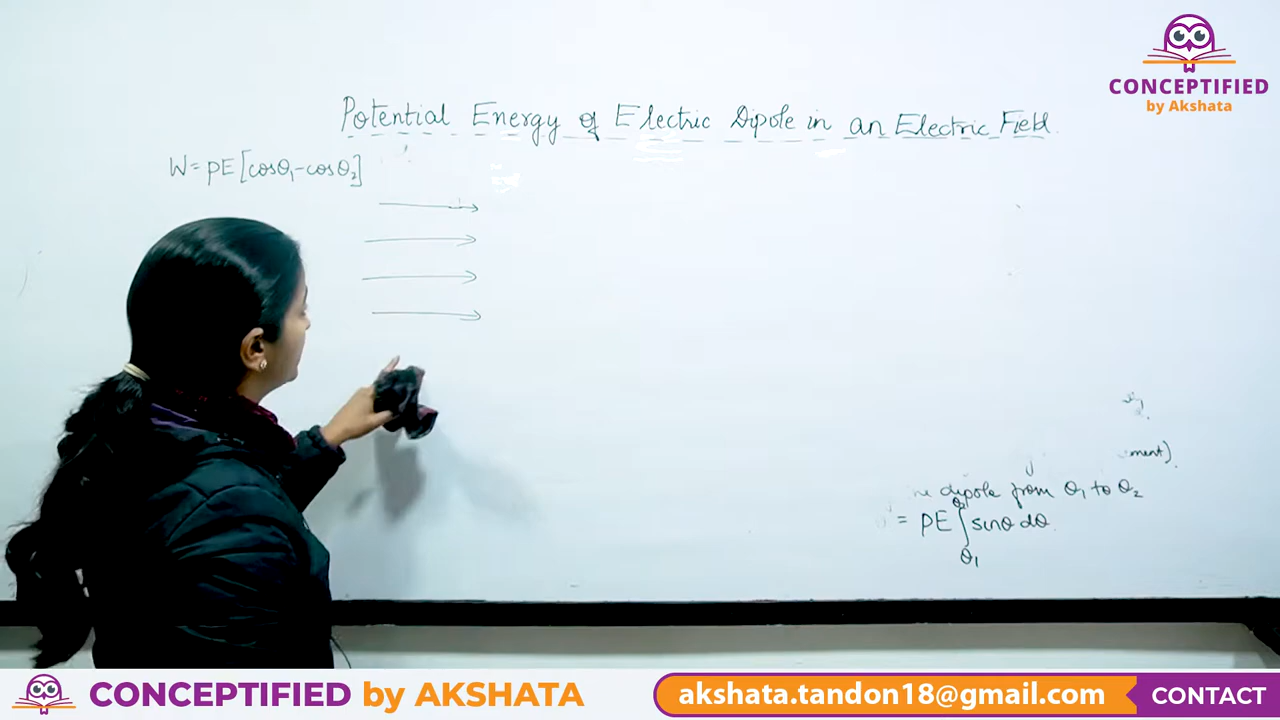 CONCEPTIFIED
by Akshata
Potential Energy of Electric Dipole in an Electric Field.
W = pE[cosθ₁-cosθ₂]
ment).
dipole from θ₁ to θ₂
= PE ∫ sinθ dθ
θ₁
CONCEPTIFIED by AKSHATA
akshata.tandon18@gmail.com
CONTACT